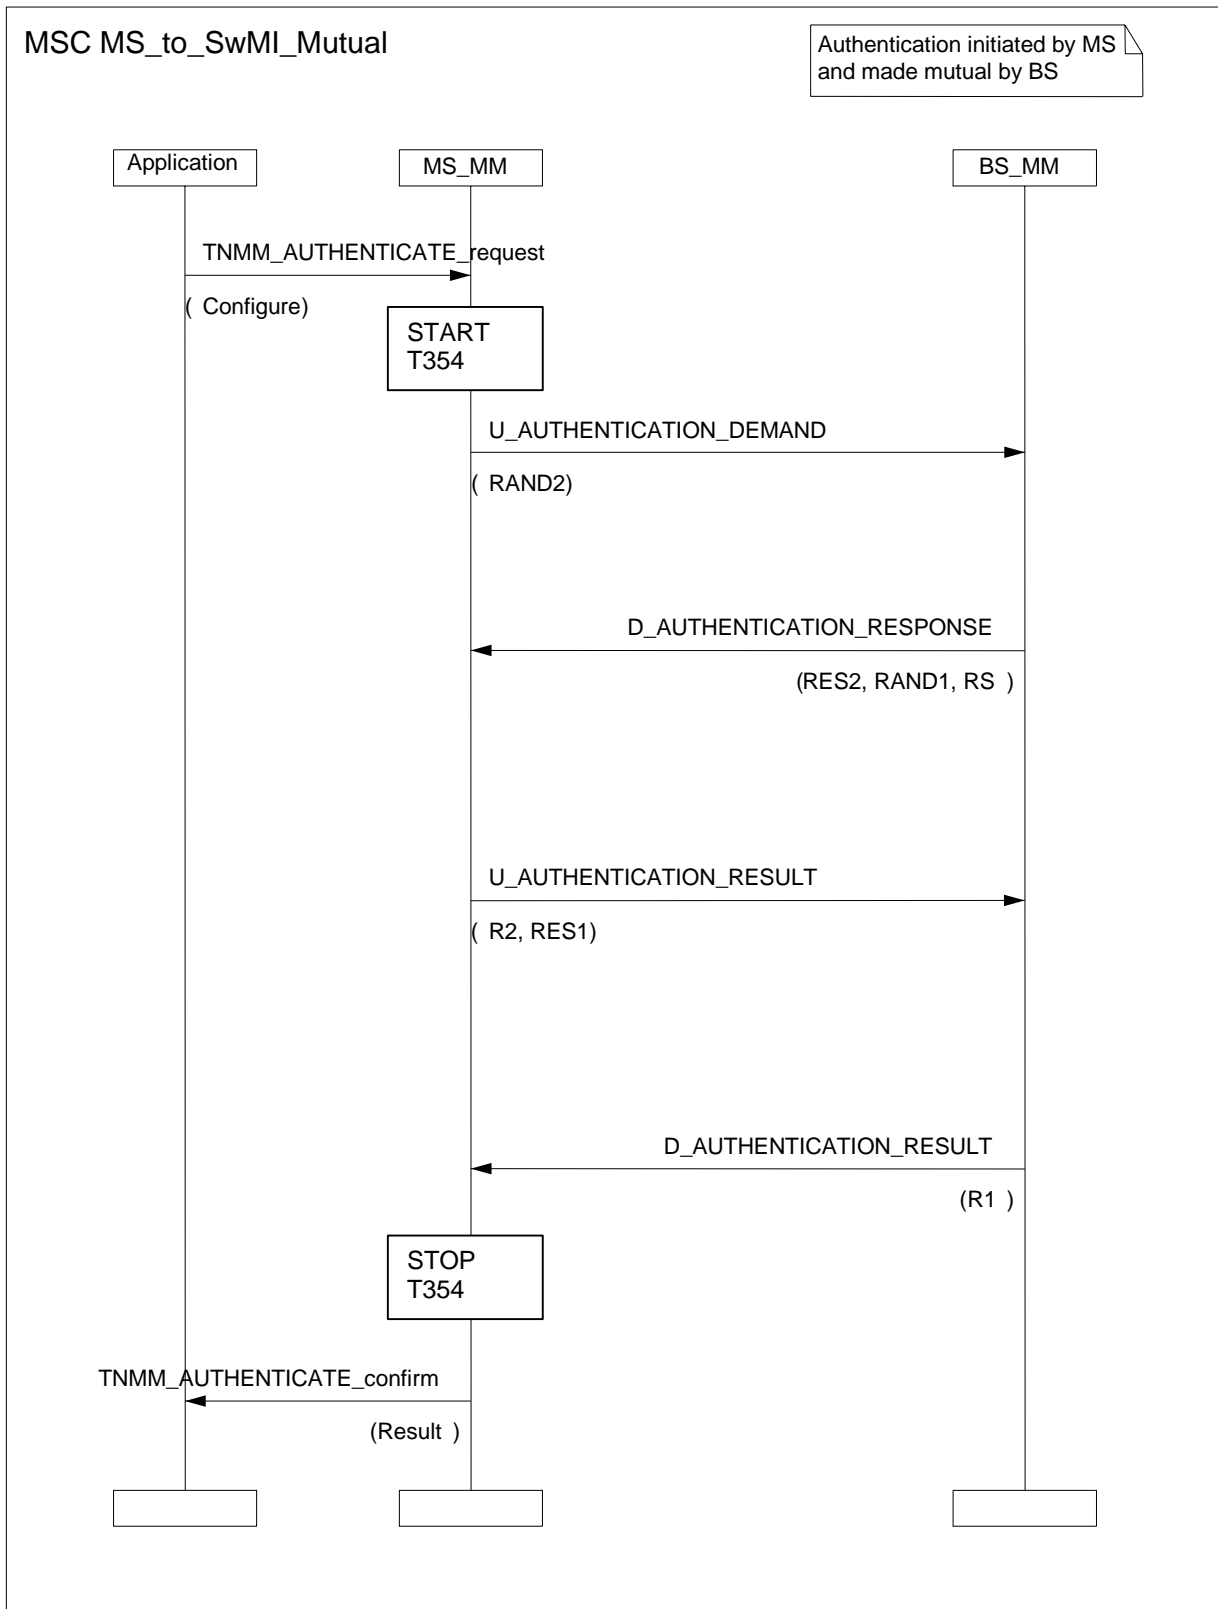 MSC MS_to_SwMI_Mutual
Authentication initiated by MS
and made mutual by BS
Application
MS_MM
BS_MM
TNMM_AUTHENTICATE_request
( Configure)
START
T354
U_AUTHENTICATION_DEMAND
( RAND2)
D_AUTHENTICATION_RESPONSE
(RES2, RAND1, RS )
U_AUTHENTICATION_RESULT
( R2, RES1)
D_AUTHENTICATION_RESULT
(R1 )
STOP
T354
TNMM_AUTHENTICATE_confirm
(Result )